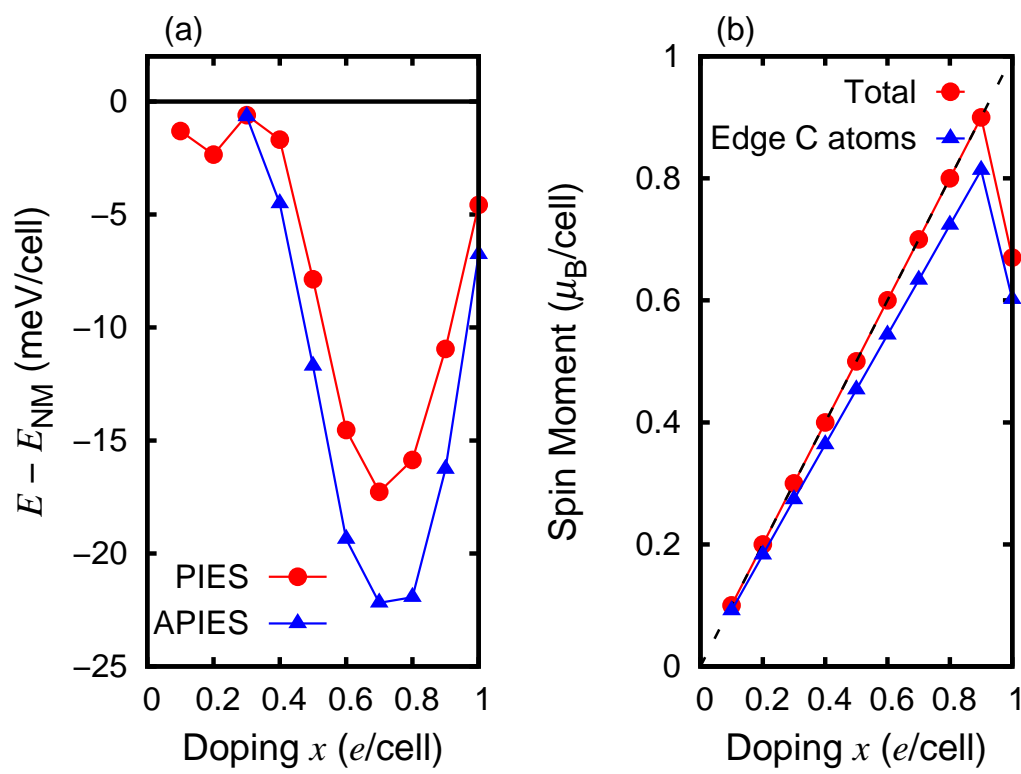 (a)
E − E_NM (meV/cell)
0
−5
−10
−15
−20
−25
PIES
APIES
0 0.2 0.4 0.6 0.8 1
Doping x (e/cell)
(b)
Spin Moment (μ_B/cell)
1
0.8
0.6
0.4
0.2
0
Total
Edge C atoms
0 0.2 0.4 0.6 0.8 1
Doping x (e/cell)